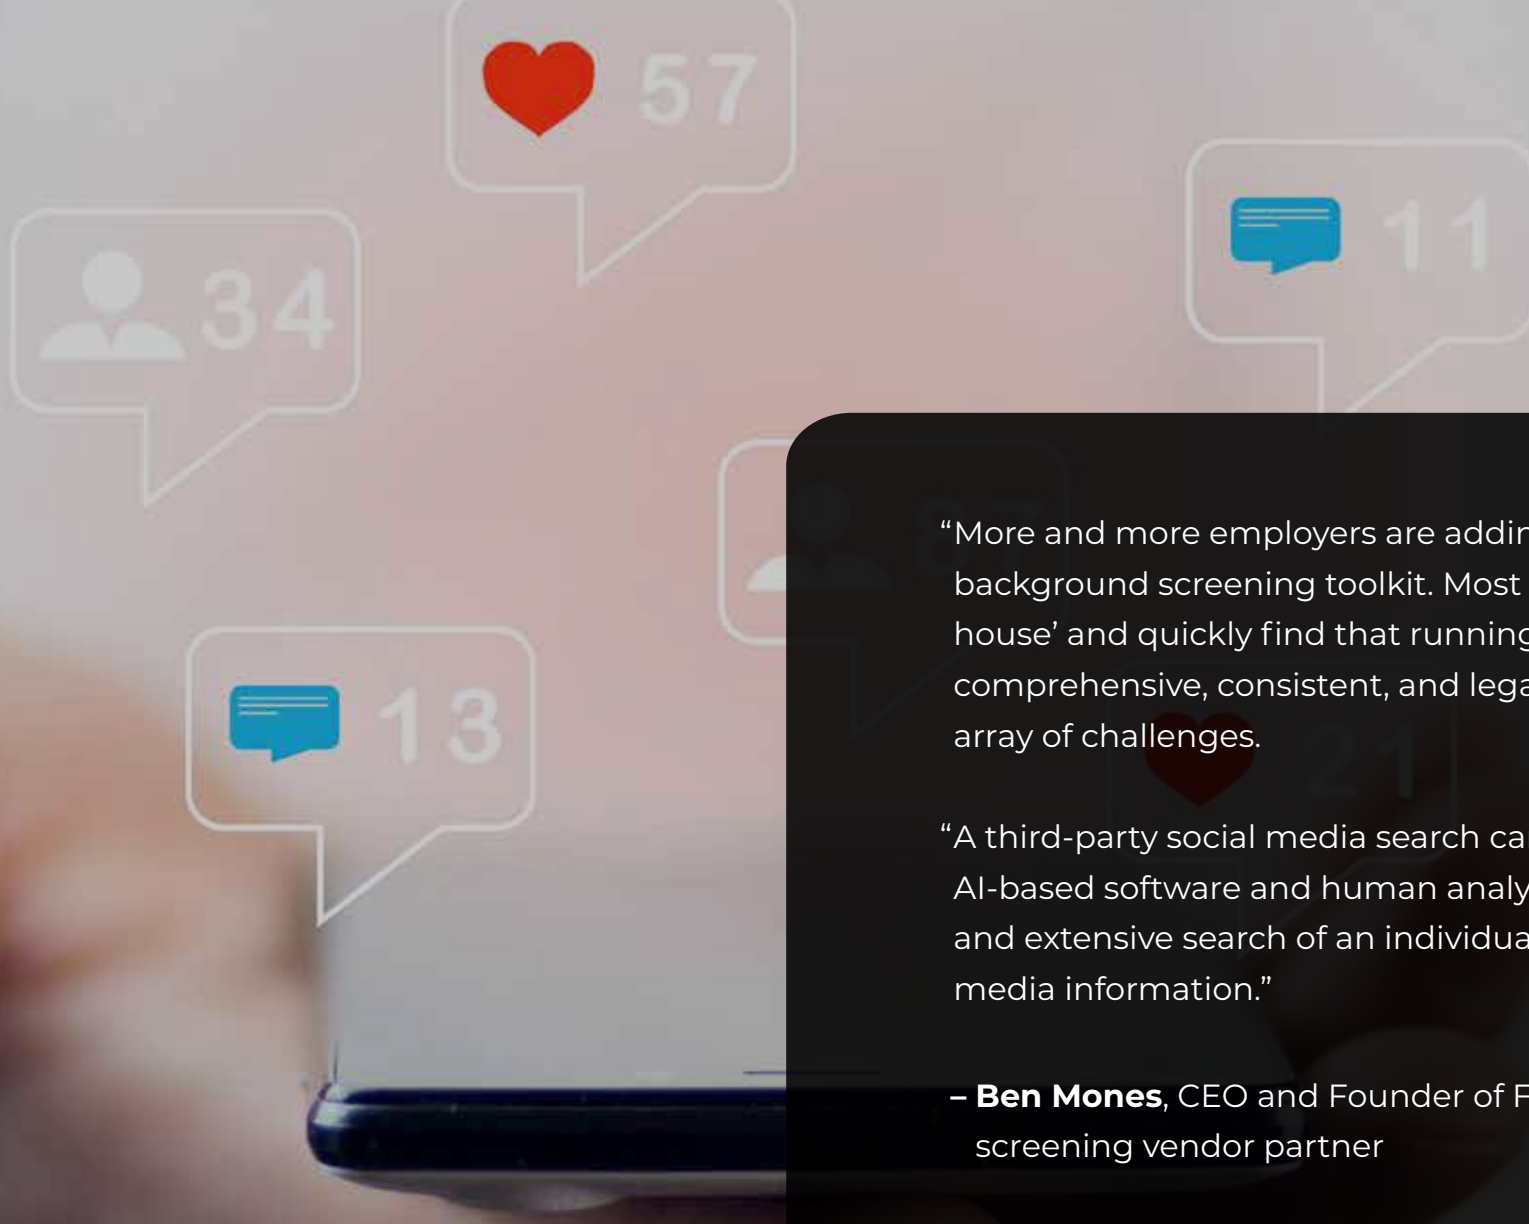 57
11
34
87
“More and more employers are addin
background screening toolkit. Most
house’ and quickly find that running
comprehensive, consistent, and lega
array of challenges.
13
21
“A third-party social media search ca
AI-based software and human analy
and extensive search of an individua
media information.”
– Ben Mones, CEO and Founder of F
screening vendor partner